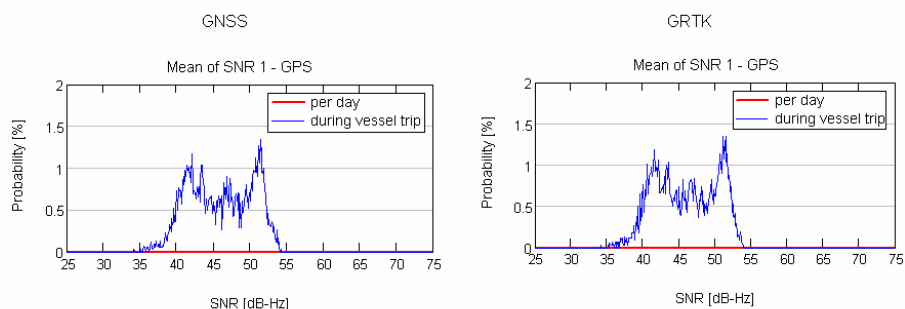 GNSS
Mean of SNR 1 - GPS
Probability [%]
2
1.5
1
0.5
0
per day
during vessel trip
25 30 35 40 45 50 55 60 65 70 75
SNR [dB-Hz]
GRTK
Mean of SNR 1 - GPS
Probability [%]
2
1.5
1
0.5
0
per day
during vessel trip
25 30 35 40 45 50 55 60 65 70 75
SNR [dB-Hz]